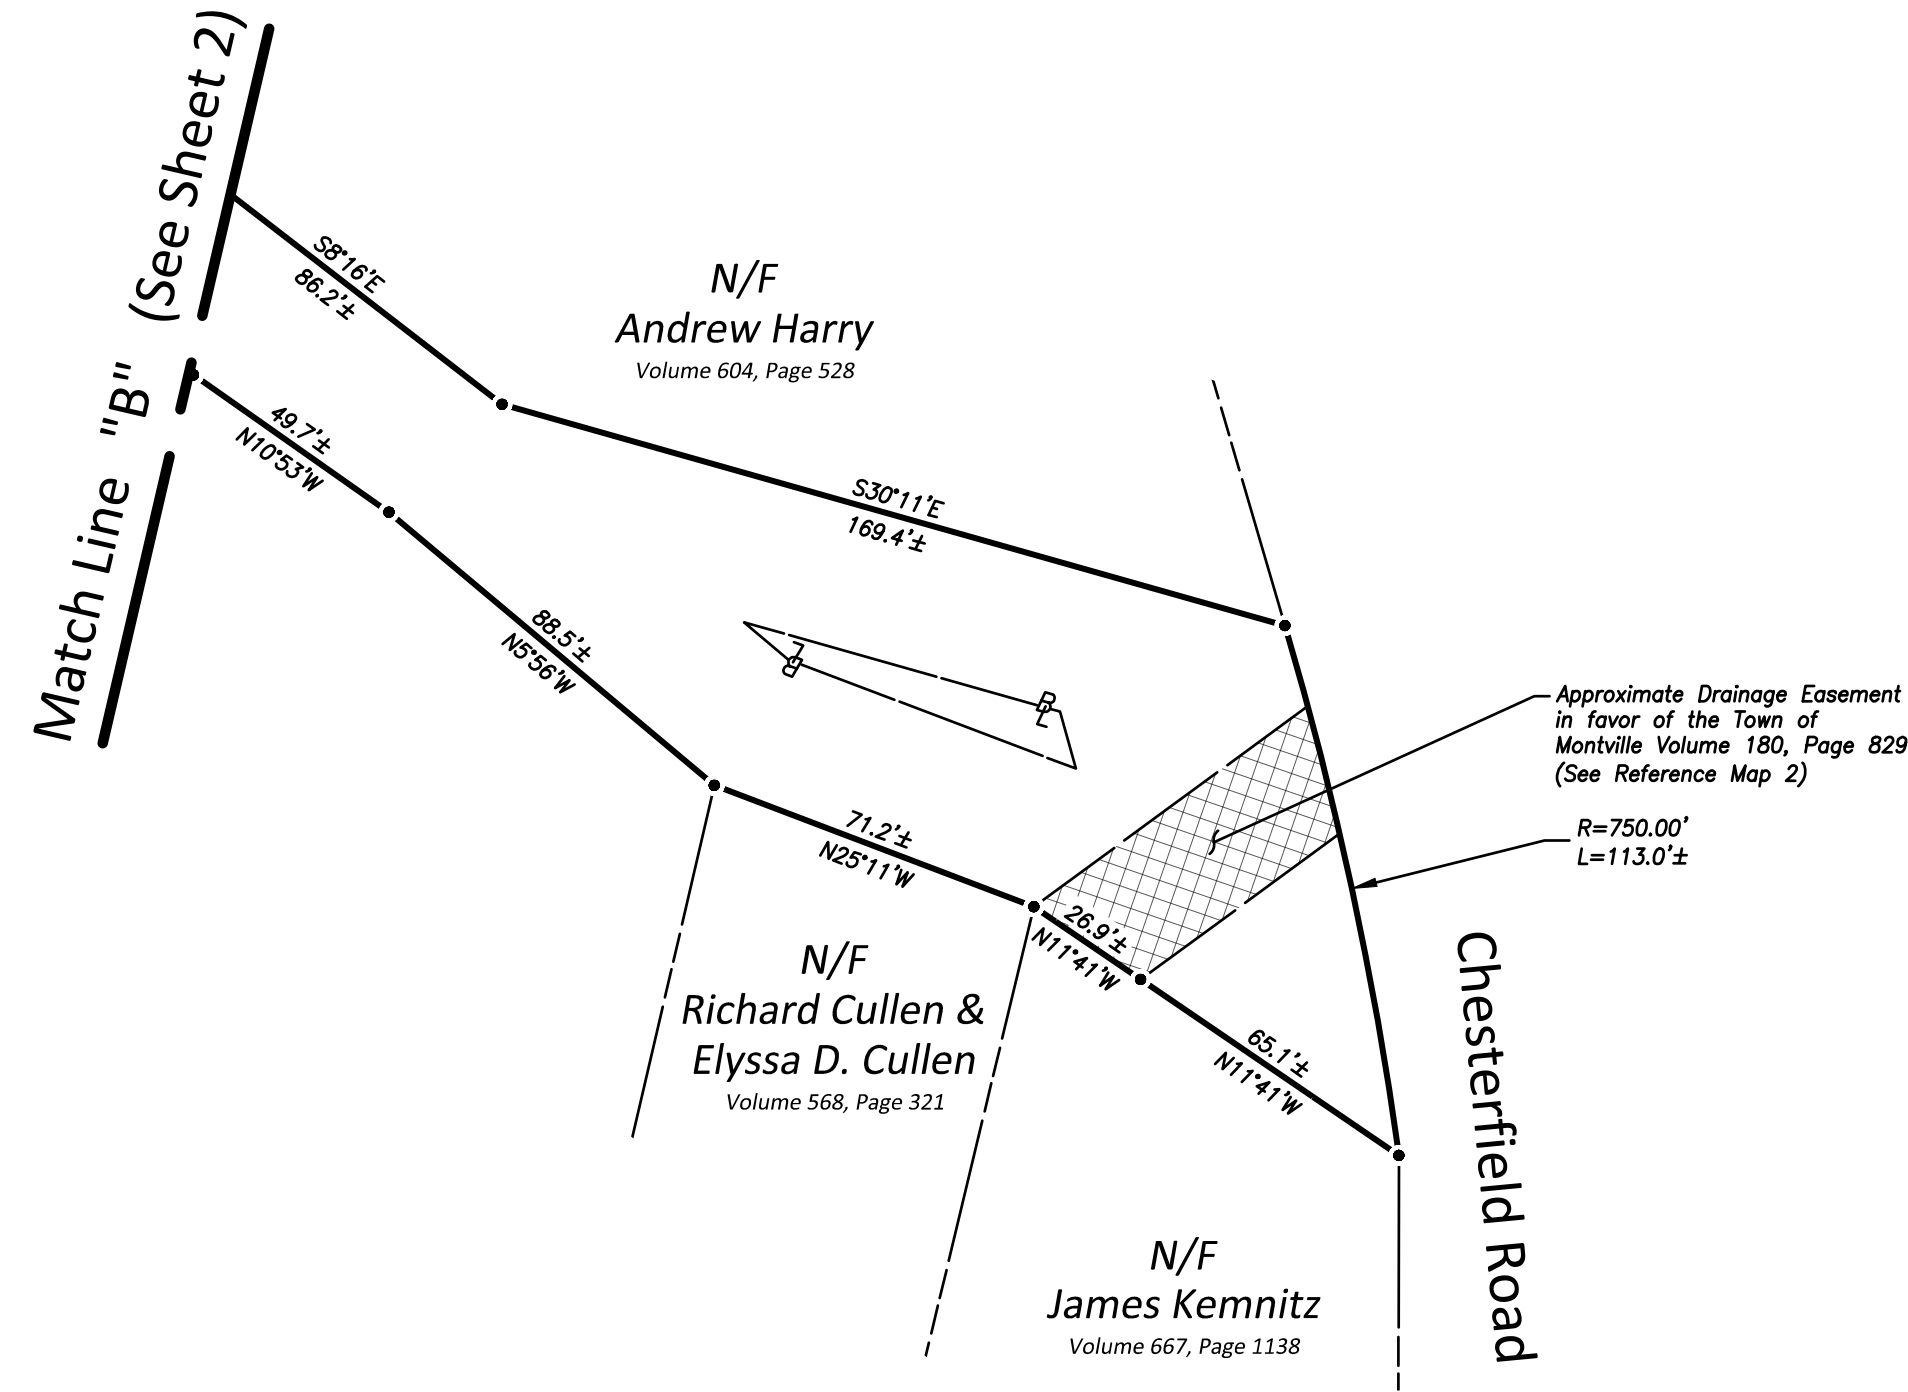 Match Line "B" (See Sheet 2)
S8°16'E
86.2'±
N/F
Andrew Harry
Volume 604, Page 528
49.7'±
N10°53'W
S30°11'E
169.4'±
88.5'±
N5°56'W
BL
BL
Approximate Drainage Easement
in favor of the Town of
Montville Volume 180, Page 829
(See Reference Map 2)
R=750.00'
L=113.0'±
71.2'±
N25°11'W
26.9'±
N11°41'W
N/F
Richard Cullen &
Elyssa D. Cullen
Volume 568, Page 321
65.1'±
N11°41'W
Chesterfield Road
N/F
James Kemnitz
Volume 667, Page 1138